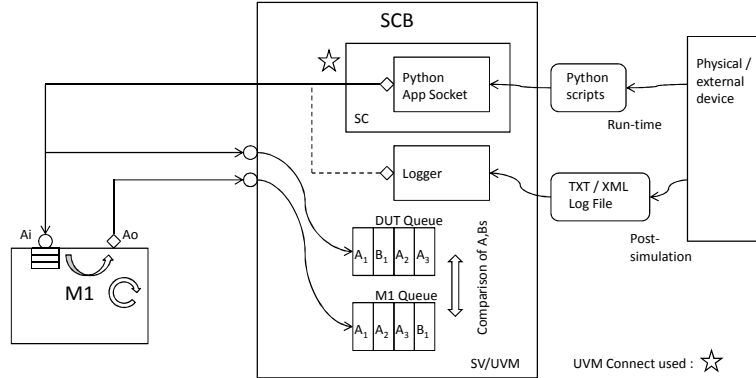 SCB
Python
App Socket
SC
Python
scripts
Physical /
external
device
Run-time
Logger
TXT / XML
Log File
Post-
simulation
Ai
Ao
M1
DUT Queue
A1 B1 A2 A3
M1 Queue
A1 A2 A3 B1
Comparison of A,Bs
SV/UVM
UVM Connect used :